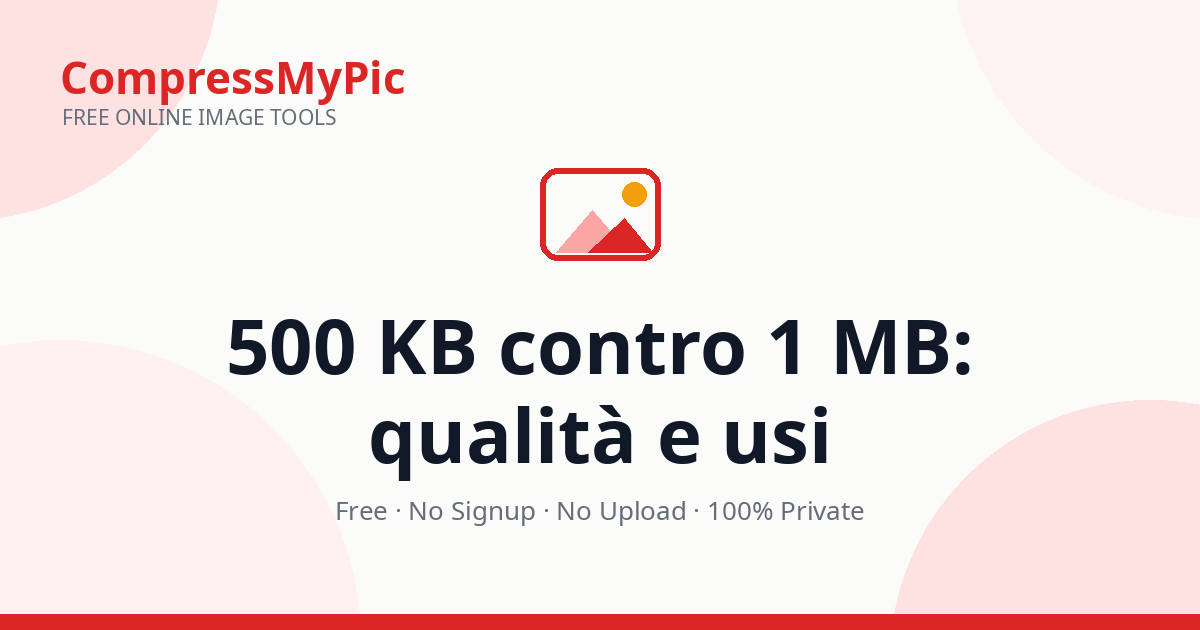 CompressMyPic
FREE ONLINE IMAGE TOOLS
500 KB contro 1 MB:
qualità e usi
Free · No Signup · No Upload · 100% Private